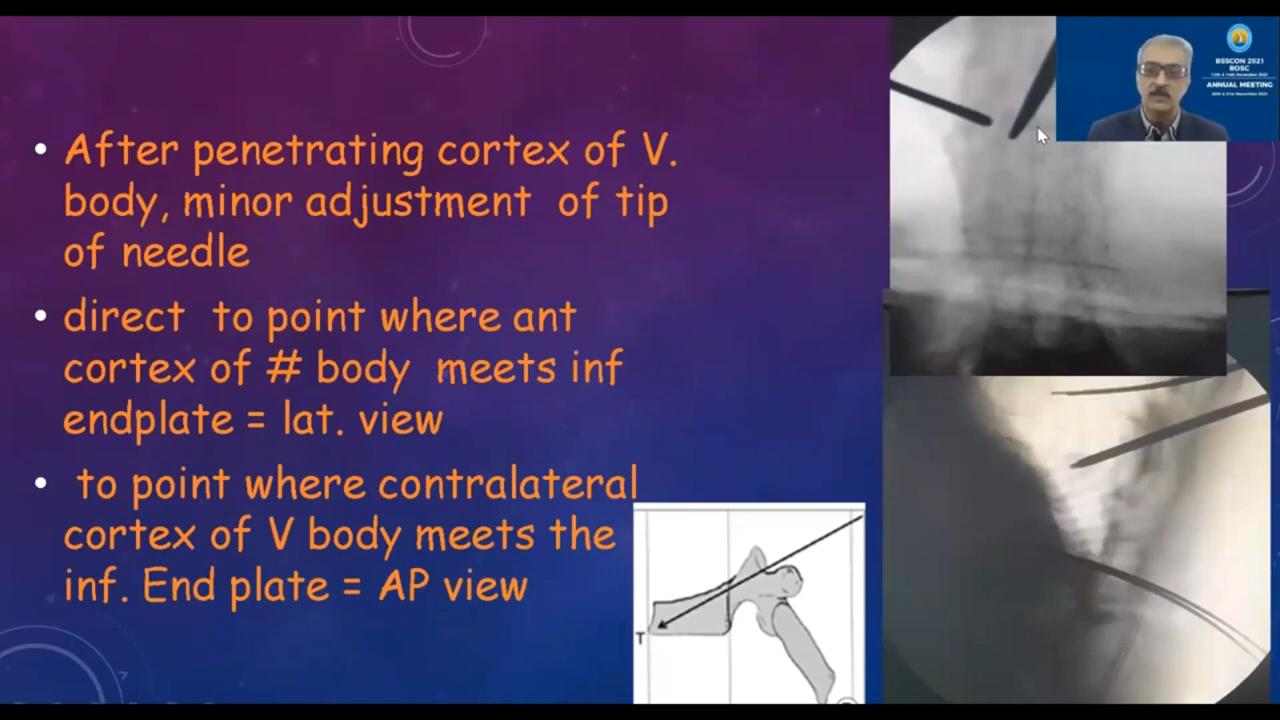 • After penetrating cortex of V.
body, minor adjustment of tip
of needle
• direct to point where ant
cortex of # body meets inf
endplate = lat. view
• to point where contralateral
cortex of V body meets the
inf. End plate = AP view
T
BSSCON 2021
BOSC
ANNUAL MEETING